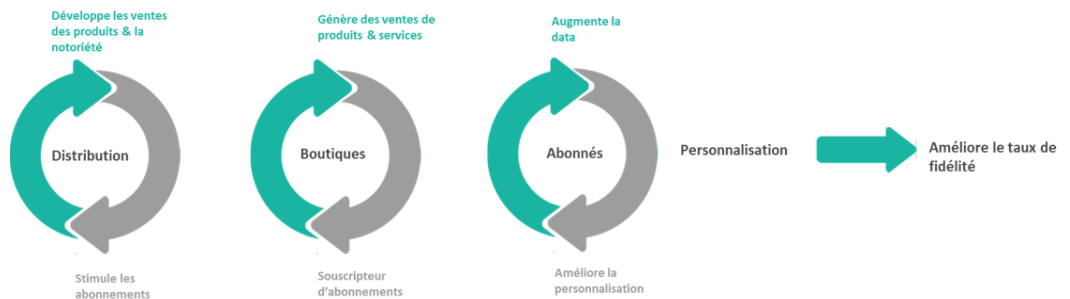 Développe les ventes
des produits & la
notoriété
Génère des ventes de
produits & services
Augmente la
data
Distribution
Boutiques
Abonnés
Personnalisation
Améliore le taux de
fidélité
Stimule les
abonnements
Souscripteur
d'abonnements
Améliore la
personnalisation